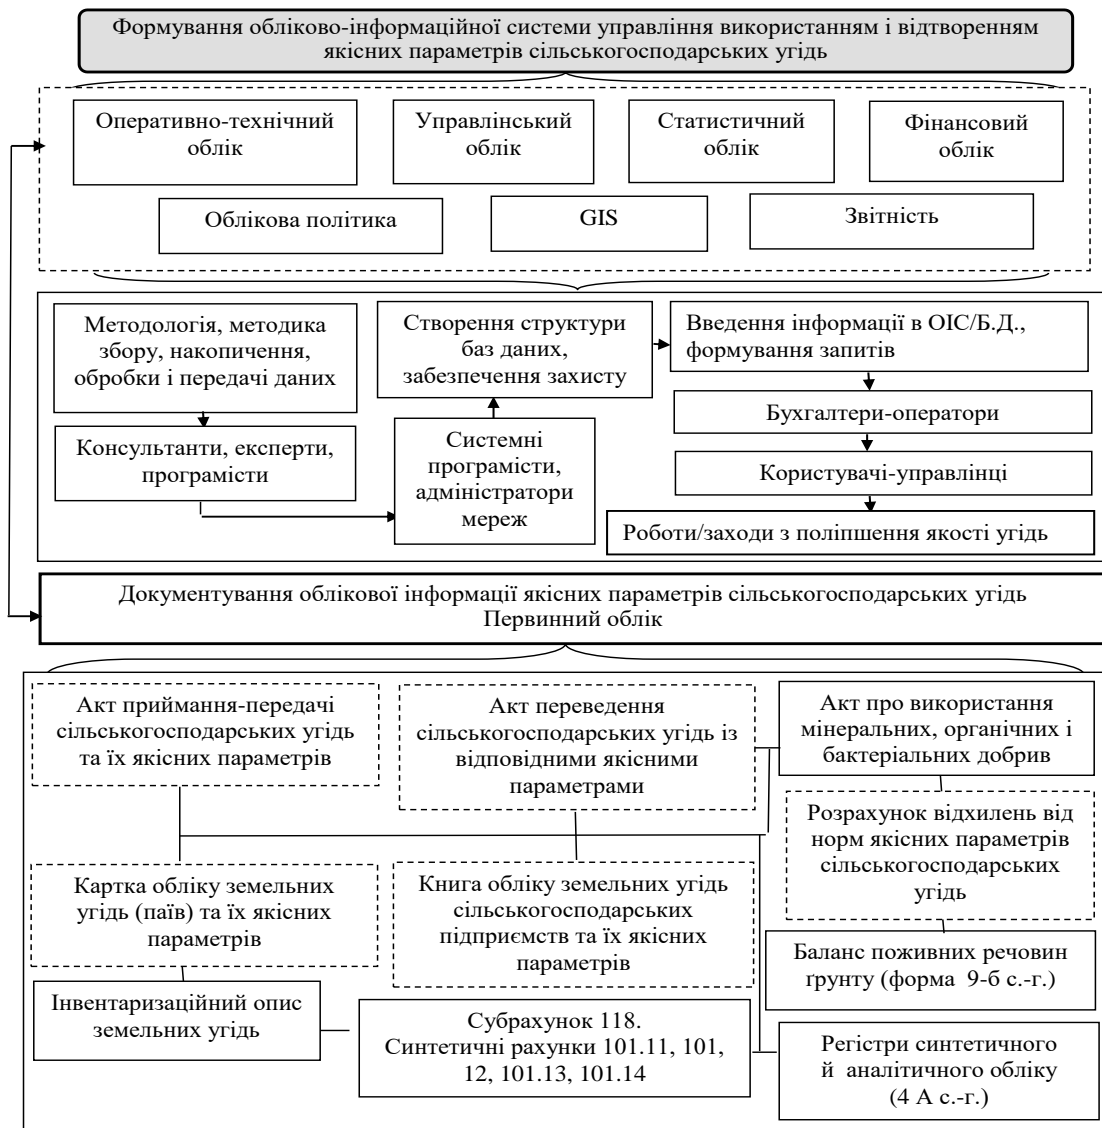 Формування обліково-інформаційної системи управління використанням і відтворенням
якісних параметрів сільськогосподарських угідь
Оперативно-технічний
облік
Управлінський
облік
Статистичний
облік
Фінансовий
облік
Облікова політика
GIS
Звітність
Методологія, методика
збору, накопичення,
обробки і передачі даних
Створення структури
баз даних,
забезпечення захисту
Введення інформації в ОІС/Б.Д.,
формування запитів
Бухгалтери-оператори
Консультанти, експерти,
програмісти
Системні
програмісти,
адміністратори
мереж
Користувачі-управлінці
Роботи/заходи з поліпшення якості угідь
Документування облікової інформації якісних параметрів сільськогосподарських угідь
Первинний облік
Акт приймання-передачі
сільськогосподарських угідь
та їх якісних параметрів
Акт переведення
сільськогосподарських угідь із
відповідними якісними
параметрами
Акт про використання
мінеральних, органічних і
бактеріальних добрив
Розрахунок відхилень від
норм якісних параметрів
сільськогосподарських
угідь
Картка обліку земельних
угідь (паїв) та їх якісних
параметрів
Книга обліку земельних угідь
сільськогосподарських
підприємств та їх якісних
параметрів
Баланс поживних речовин
ґрунту (форма 9-б с.-г.)
Інвентаризаційний опис
земельних угідь
Субрахунок 118.
Синтетичні рахунки 101.11, 101,
12, 101.13, 101.14
Регістри синтетичного
й аналітичного обліку
(4 А с.-г.)